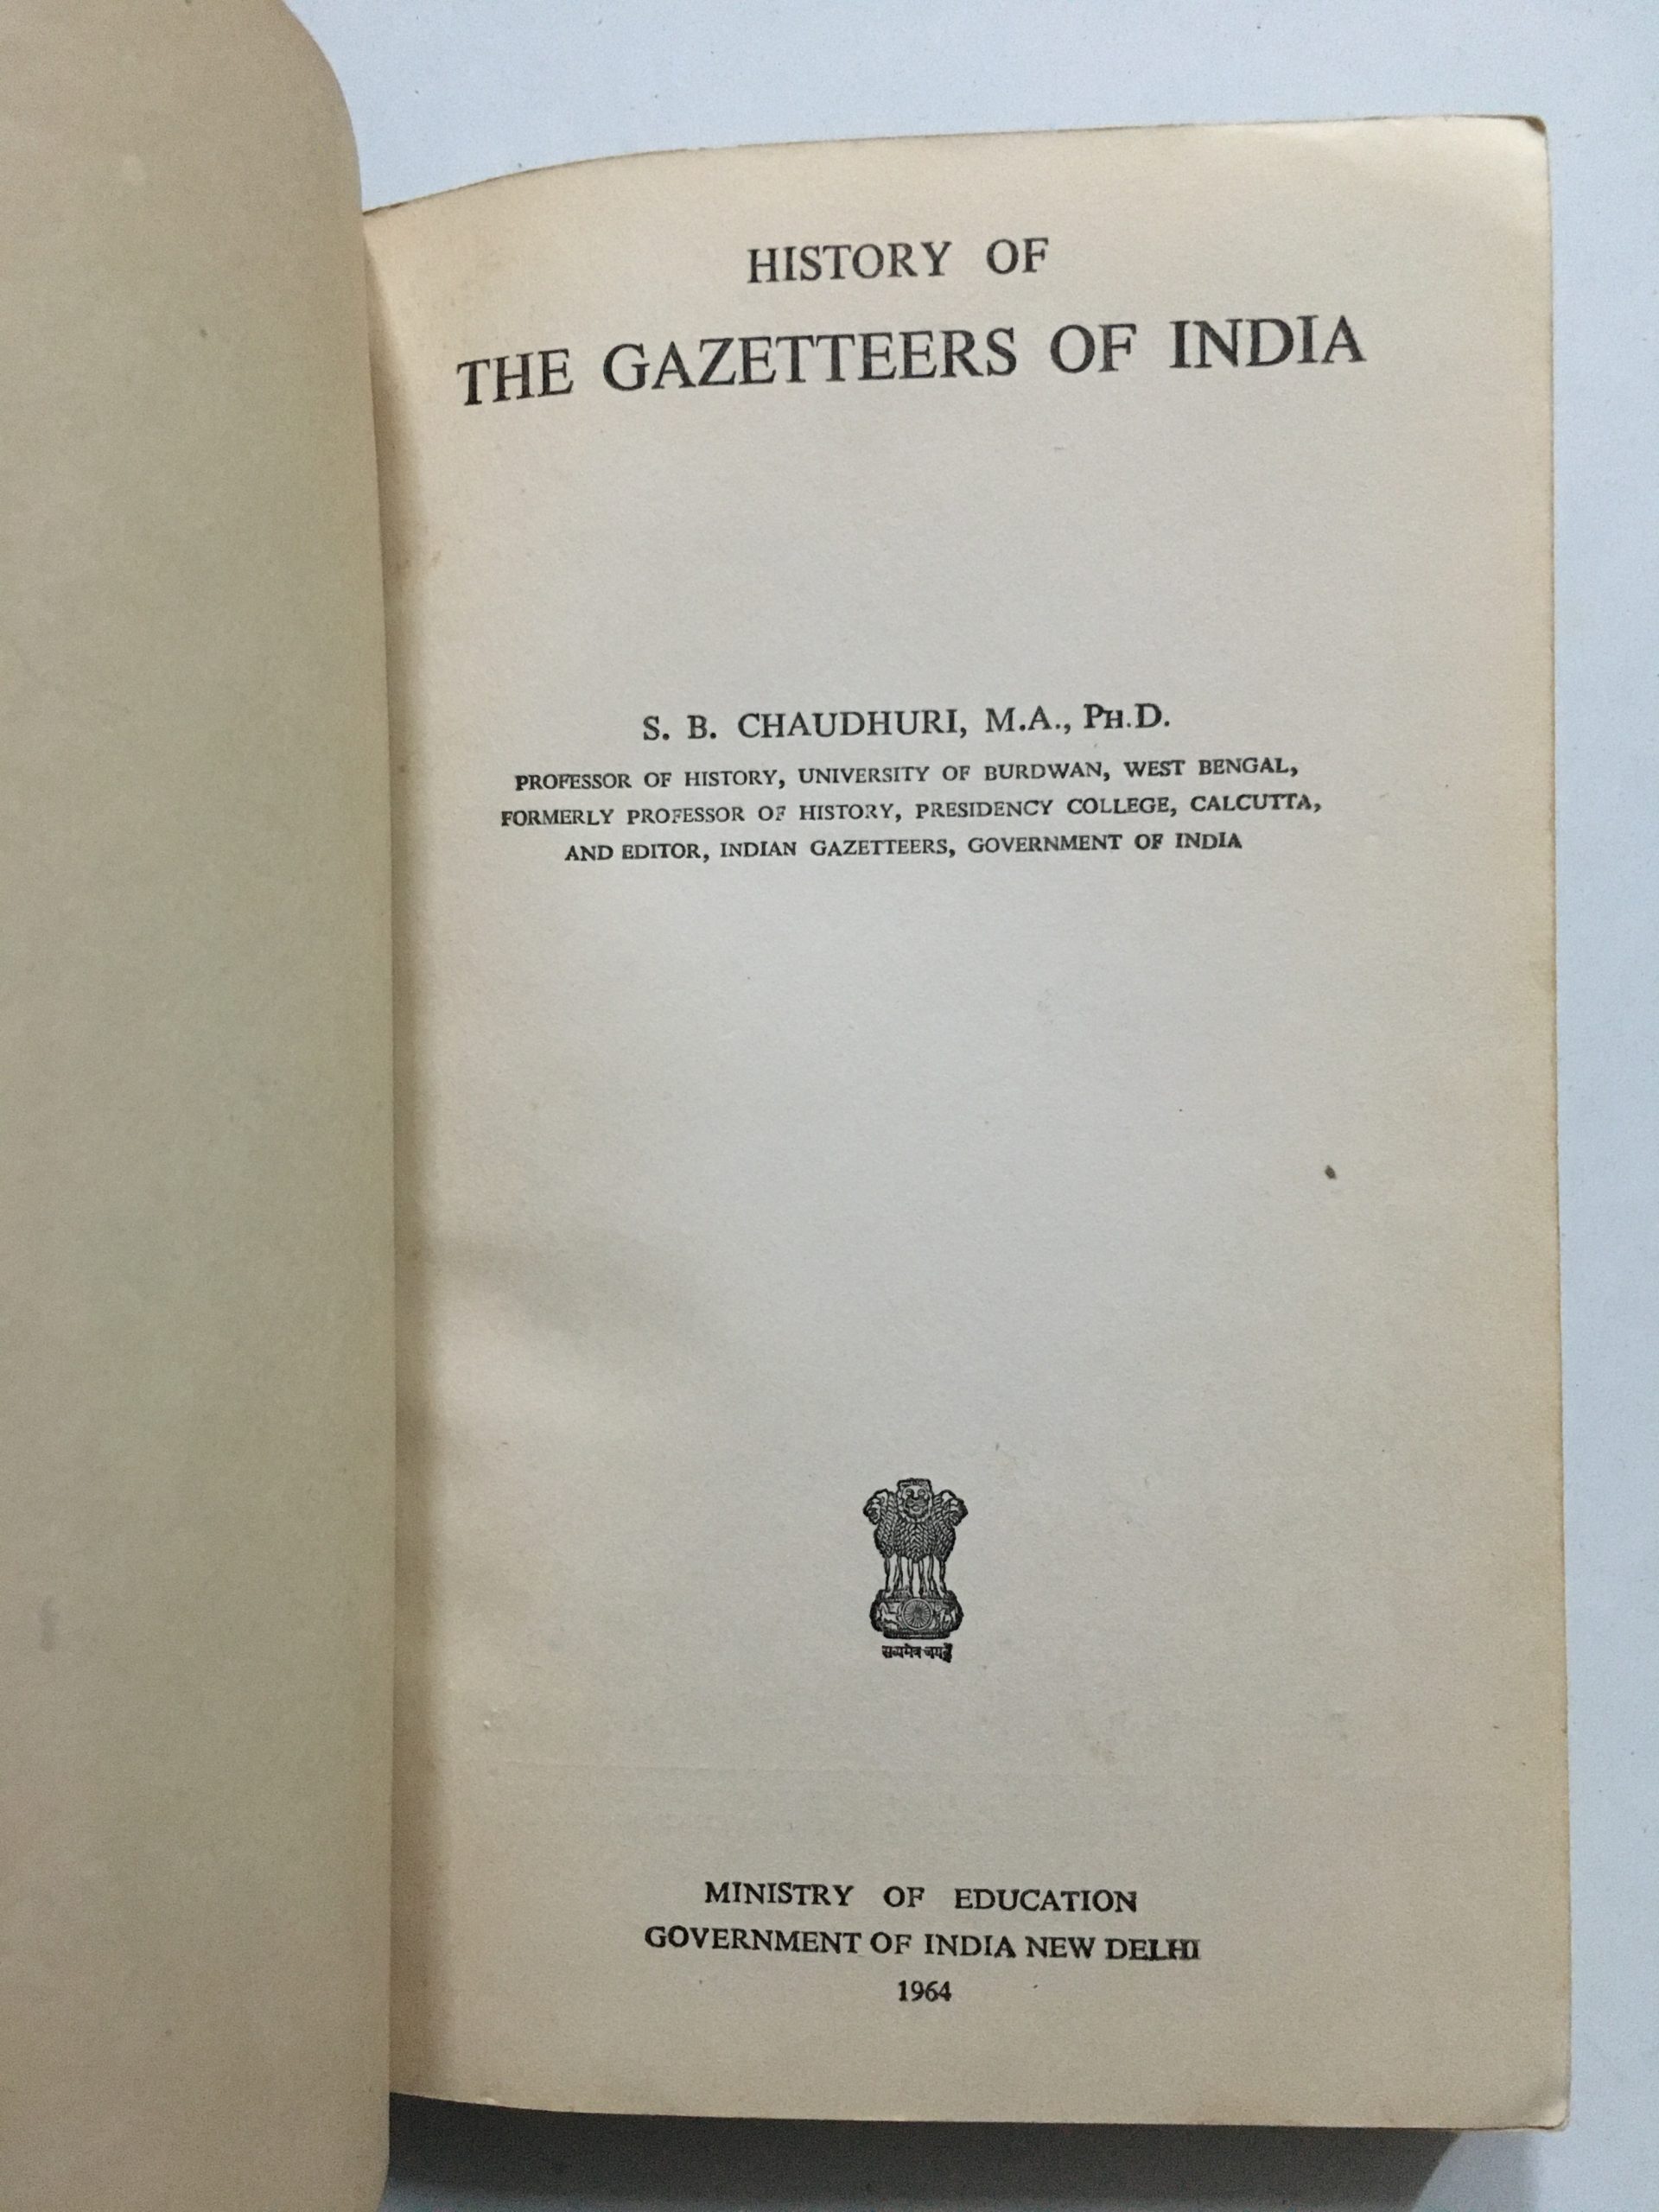 HISTORY OF
THE GAZETTEERS OF INDIA
S. B. CHAUDHURI, M.A., PH.D.
PROFESSOR OF HISTORY, UNIVERSITY OF BURDWAN, WEST BENGAL,
FORMERLY PROFESSOR OF HISTORY, PRESIDENCY COLLEGE, CALCUTTA,
AND EDITOR, INDIAN GAZETTEERS, GOVERNMENT OF INDIA
सत्यमेव जयते
MINISTRY OF EDUCATION
GOVERNMENT OF INDIA NEW DELHI
1964